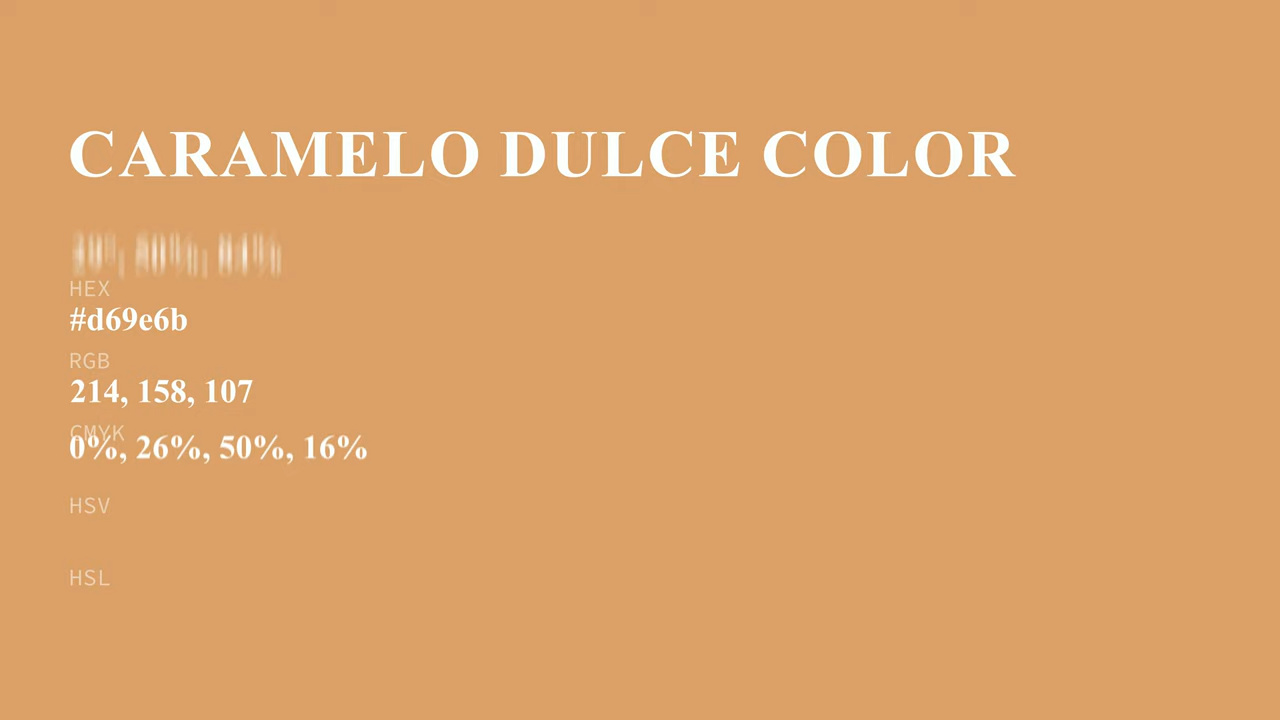 CARAMELO DULCE COLOR
HEX
#d69e6b
RGB
214, 158, 107
CMYK
0%, 26%, 50%, 16%
HSV
HSL